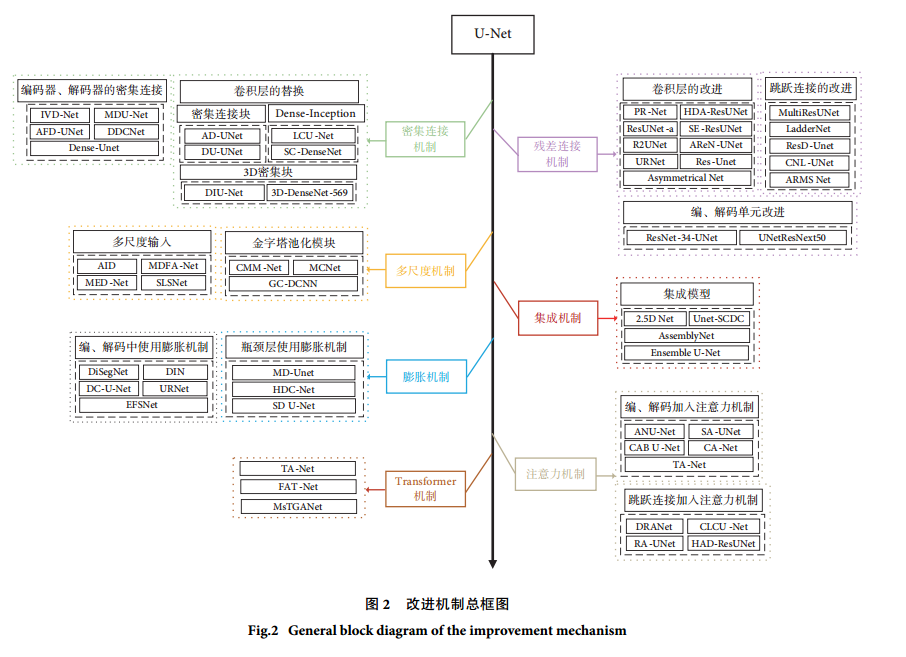 U-Net
编码器、解码器的密集连接
IVD-Net
MDU-Net
AFD-UNet
DDCNet
Dense-Unet
卷积层的替换
密集连接块
Dense-Inception
AD-UNet
LCU-Net
DU-UNet
SC-DenseNet
3D密集块
DIU-Net
3D-DenseNet-569
密集连接
机制
残差连接
机制
卷积层的改进
PR-Net
HDA-ResUNet
ResUNet-a
SE-ResUNet
R2UNet
AReN-UNet
URNet
Res-Unet
Asymmetrical Net
跳跃连接的改进
MultiResUNet
LadderNet
ResD-Unet
CNL-UNet
ARMS Net
编、解码单元改进
ResNet-34-UNet
UNetResNext50
多尺度输入
AID
MDFA-Net
MED-Net
SLSNet
金字塔池化模块
CMM-Net
MCNet
GC-DCNN
多尺度机制
集成机制
集成模型
2.5D Net
Unet-SCDC
AssemblyNet
Ensemble U-Net
编、解码中使用膨胀机制
DiSegNet
DIN
DC-U-Net
URNet
EFSNet
瓶颈层使用膨胀机制
MD-Unet
HDC-Net
SD U-Net
膨胀机制
注意力机制
编、解码加入注意力机制
ANU-Net
SA-UNet
CAB U-Net
CA-Net
TA-Net
跳跃连接加入注意力机制
DRANet
CLCU-Net
RA-UNet
HAD-ResUNet
TA-Net
FAT-Net
MsTGANet
Transformer
机制
图 2 改进机制总框图
Fig.2 General block diagram of the improvement mechanism